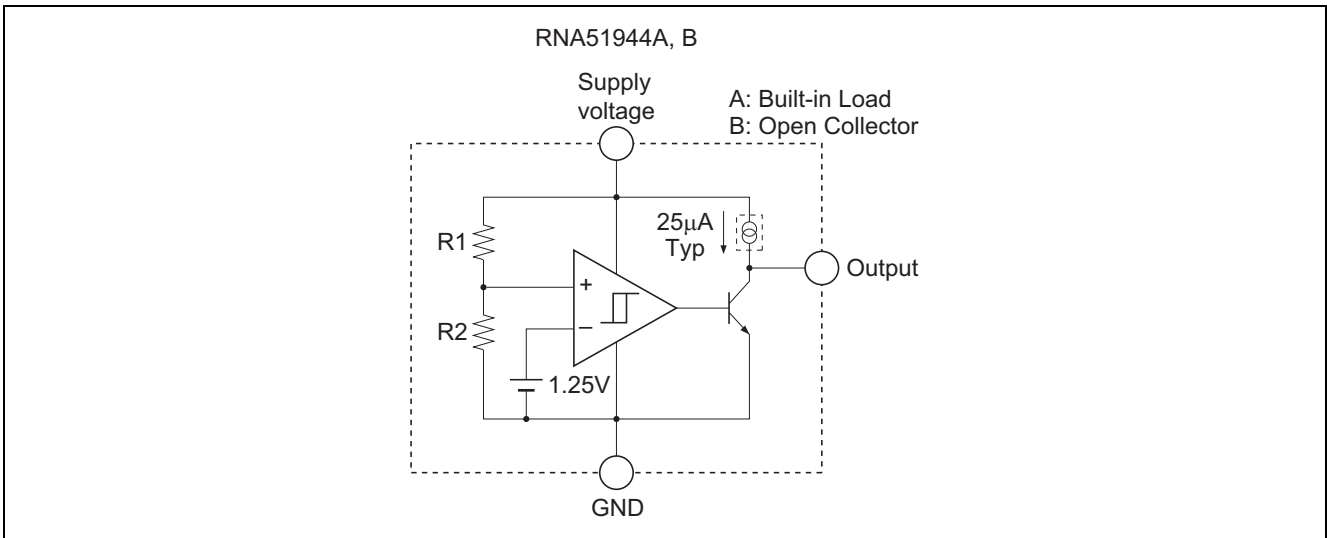 RNA51944A, B
Supply
voltage
A: Built-in Load
B: Open Collector
25μA
Typ
R1
+
Output
R2
−
1.25V
GND